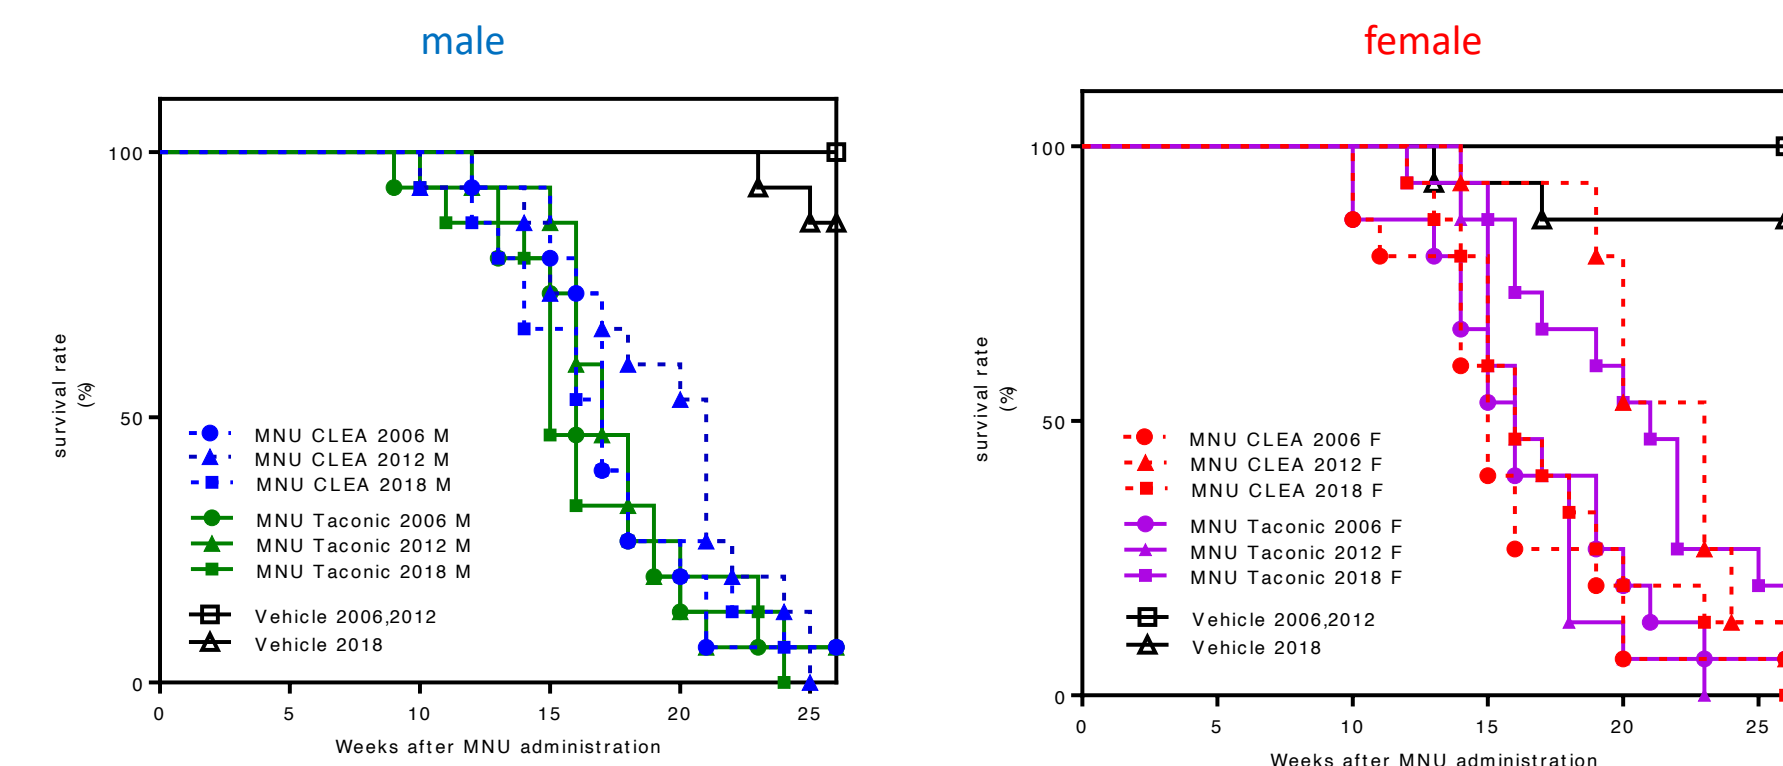 male
100
50
0
survival rate
(%)
MNU CLEA 2006 M
MNU CLEA 2012 M
MNU CLEA 2018 M
MNU Taconic 2006 M
MNU Taconic 2012 M
MNU Taconic 2018 M
Vehicle 2006,2012
Vehicle 2018
0 5 10 15 20 25
Weeks after MNU administration
female
100
50
0
survival rate
(%)
MNU CLEA 2006 F
MNU CLEA 2012 F
MNU CLEA 2018 F
MNU Taconic 2006 F
MNU Taconic 2012 F
MNU Taconic 2018 F
Vehicle 2006,2012
Vehicle 2018
0 5 10 15 20 25
Weeks after MNU administration